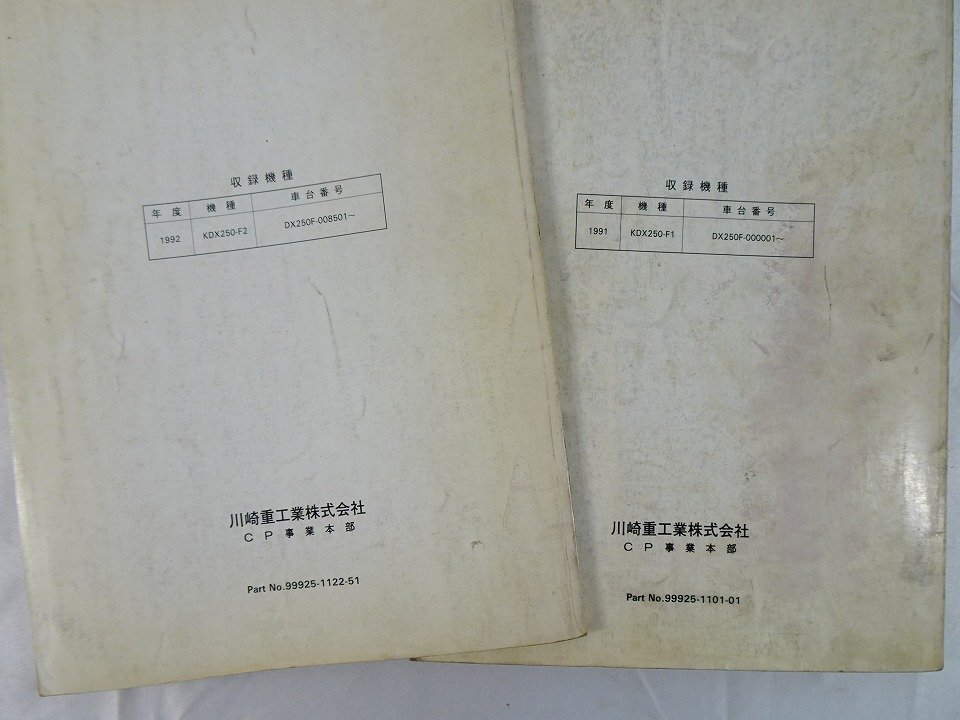 収録機種
年度 機種 車台番号
1992 KDX250-F2 DX250F-008501～
川崎重工業株式会社
CP事業本部
Part No.99925-1122-51
収録機種
年度 機種 車台番号
1991 KDX250-F1 DX250F-000001～
川崎重工業株式会社
CP事業本部
Part No.99925-1101-01